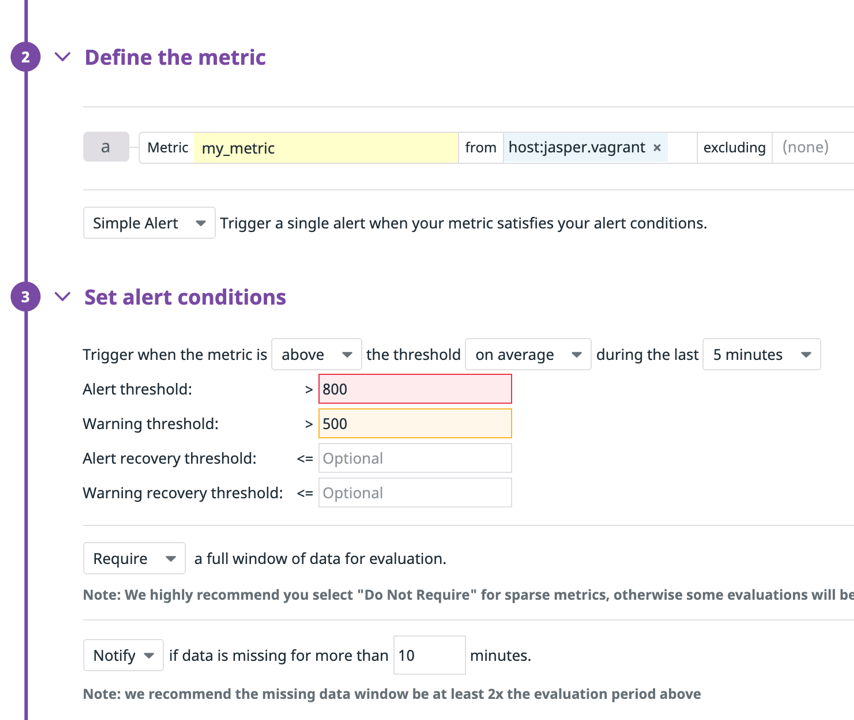 2 Define the metric
a Metric my_metric from host:jasper.vagrant × excluding (none)
Simple Alert Trigger a single alert when your metric satisfies your alert conditions.
3 Set alert conditions
Trigger when the metric is above the threshold on average during the last 5 minutes
Alert threshold: > 800
Warning threshold: > 500
Alert recovery threshold: <= Optional
Warning recovery threshold: <= Optional
Require a full window of data for evaluation.
Note: We highly recommend you select "Do Not Require" for sparse metrics, otherwise some evaluations will be
Notify if data is missing for more than 10 minutes.
Note: we recommend the missing data window be at least 2x the evaluation period above